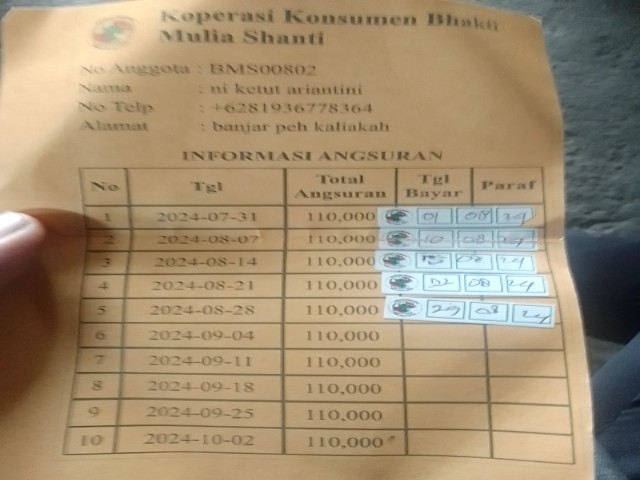 Koperasi Konsumen Bhakti
Mulia Shanti
No Anggota : BMS00802
Nama : ni ketut ariantini
No Telp : +6281936778364
Alamat : banjar peh kaliakah
INFORMASI ANGSURAN
No Tgl Total Angsuran Tgl Bayar Paraf
1 2024-07-31 110,000 01 08 24
2 2024-08-07 110,000 10 08 24
3 2024-08-14 110,000 08 24
4 2024-08-21 110,000 22 08 24
5 2024-08-28 110,000 29 08 24
6 2024-09-04 110,000
7 2024-09-11 110,000
8 2024-09-18 110,000
9 2024-09-25 110,000
10 2024-10-02 110,000